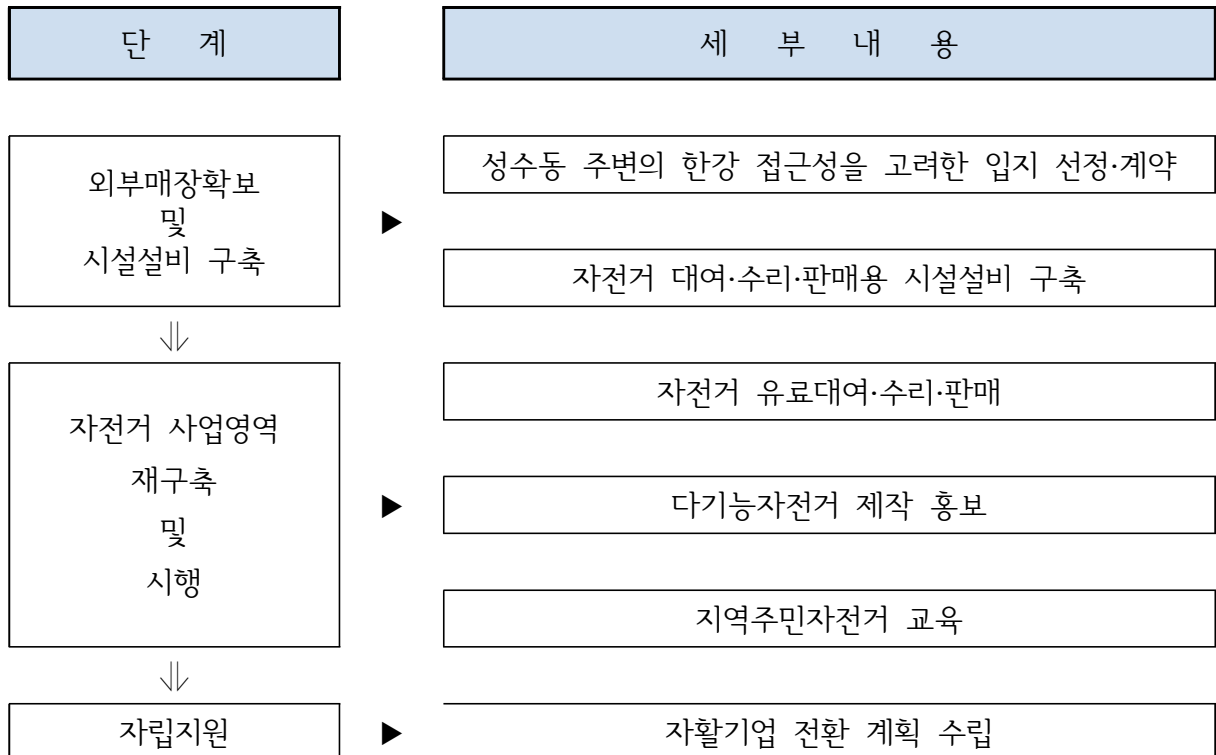 단 계
세 부 내 용
외부매장확보
및
시설설비 구축
▶
성수동 주변의 한강 접근성을 고려한 입지 선정·계약
자전거 대여·수리·판매용 시설설비 구축
⇓
자전거 사업영역
재구축
및
시행
▶
자전거 유료대여·수리·판매
다기능자전거 제작 홍보
지역주민자전거 교육
⇓
자립지원
▶
자활기업 전환 계획 수립